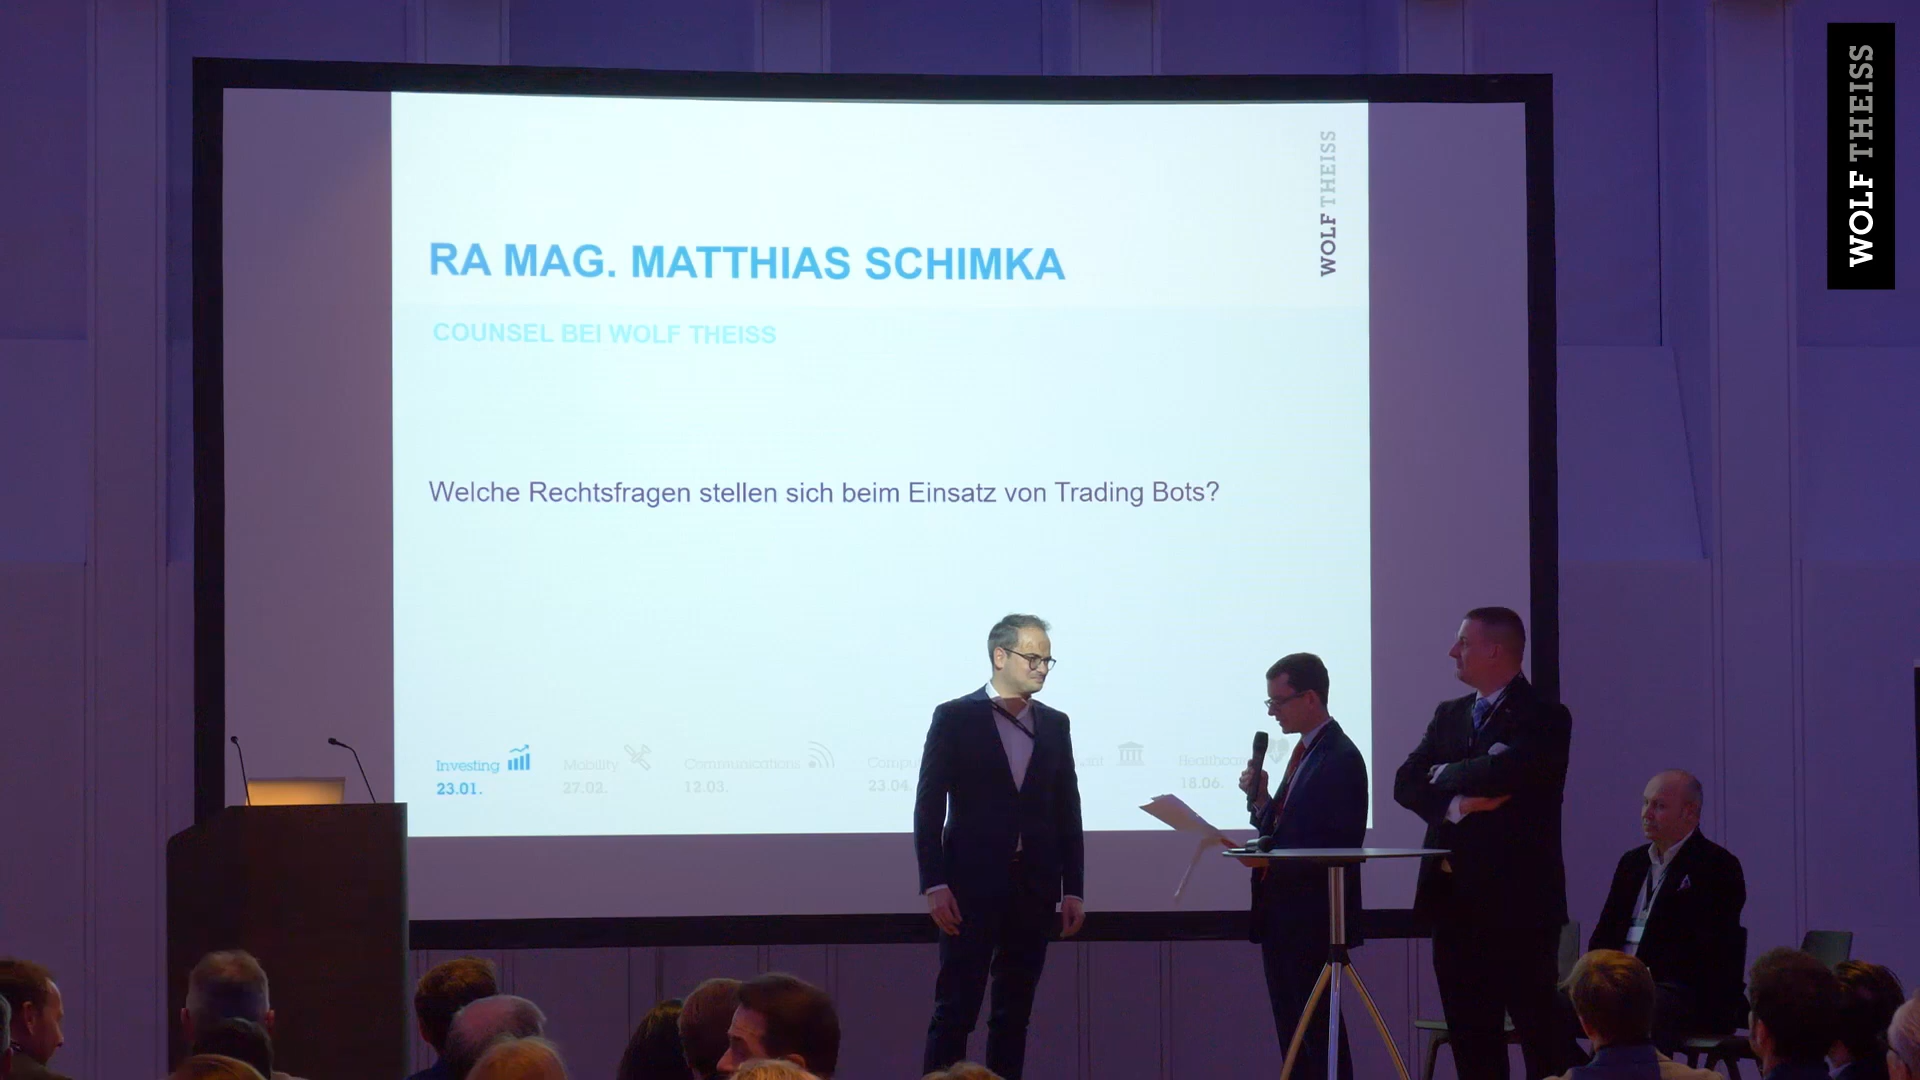 WOLF THEISS
WOLF THEISS
RA MAG. MATTHIAS SCHIMKA
COUNSEL BEI WOLF THEISS
Welche Rechtsfragen stellen sich beim Einsatz von Trading Bots?
Investing
23.01.
Mobility
27.02.
Communications
12.03.
23.04.
18.06.